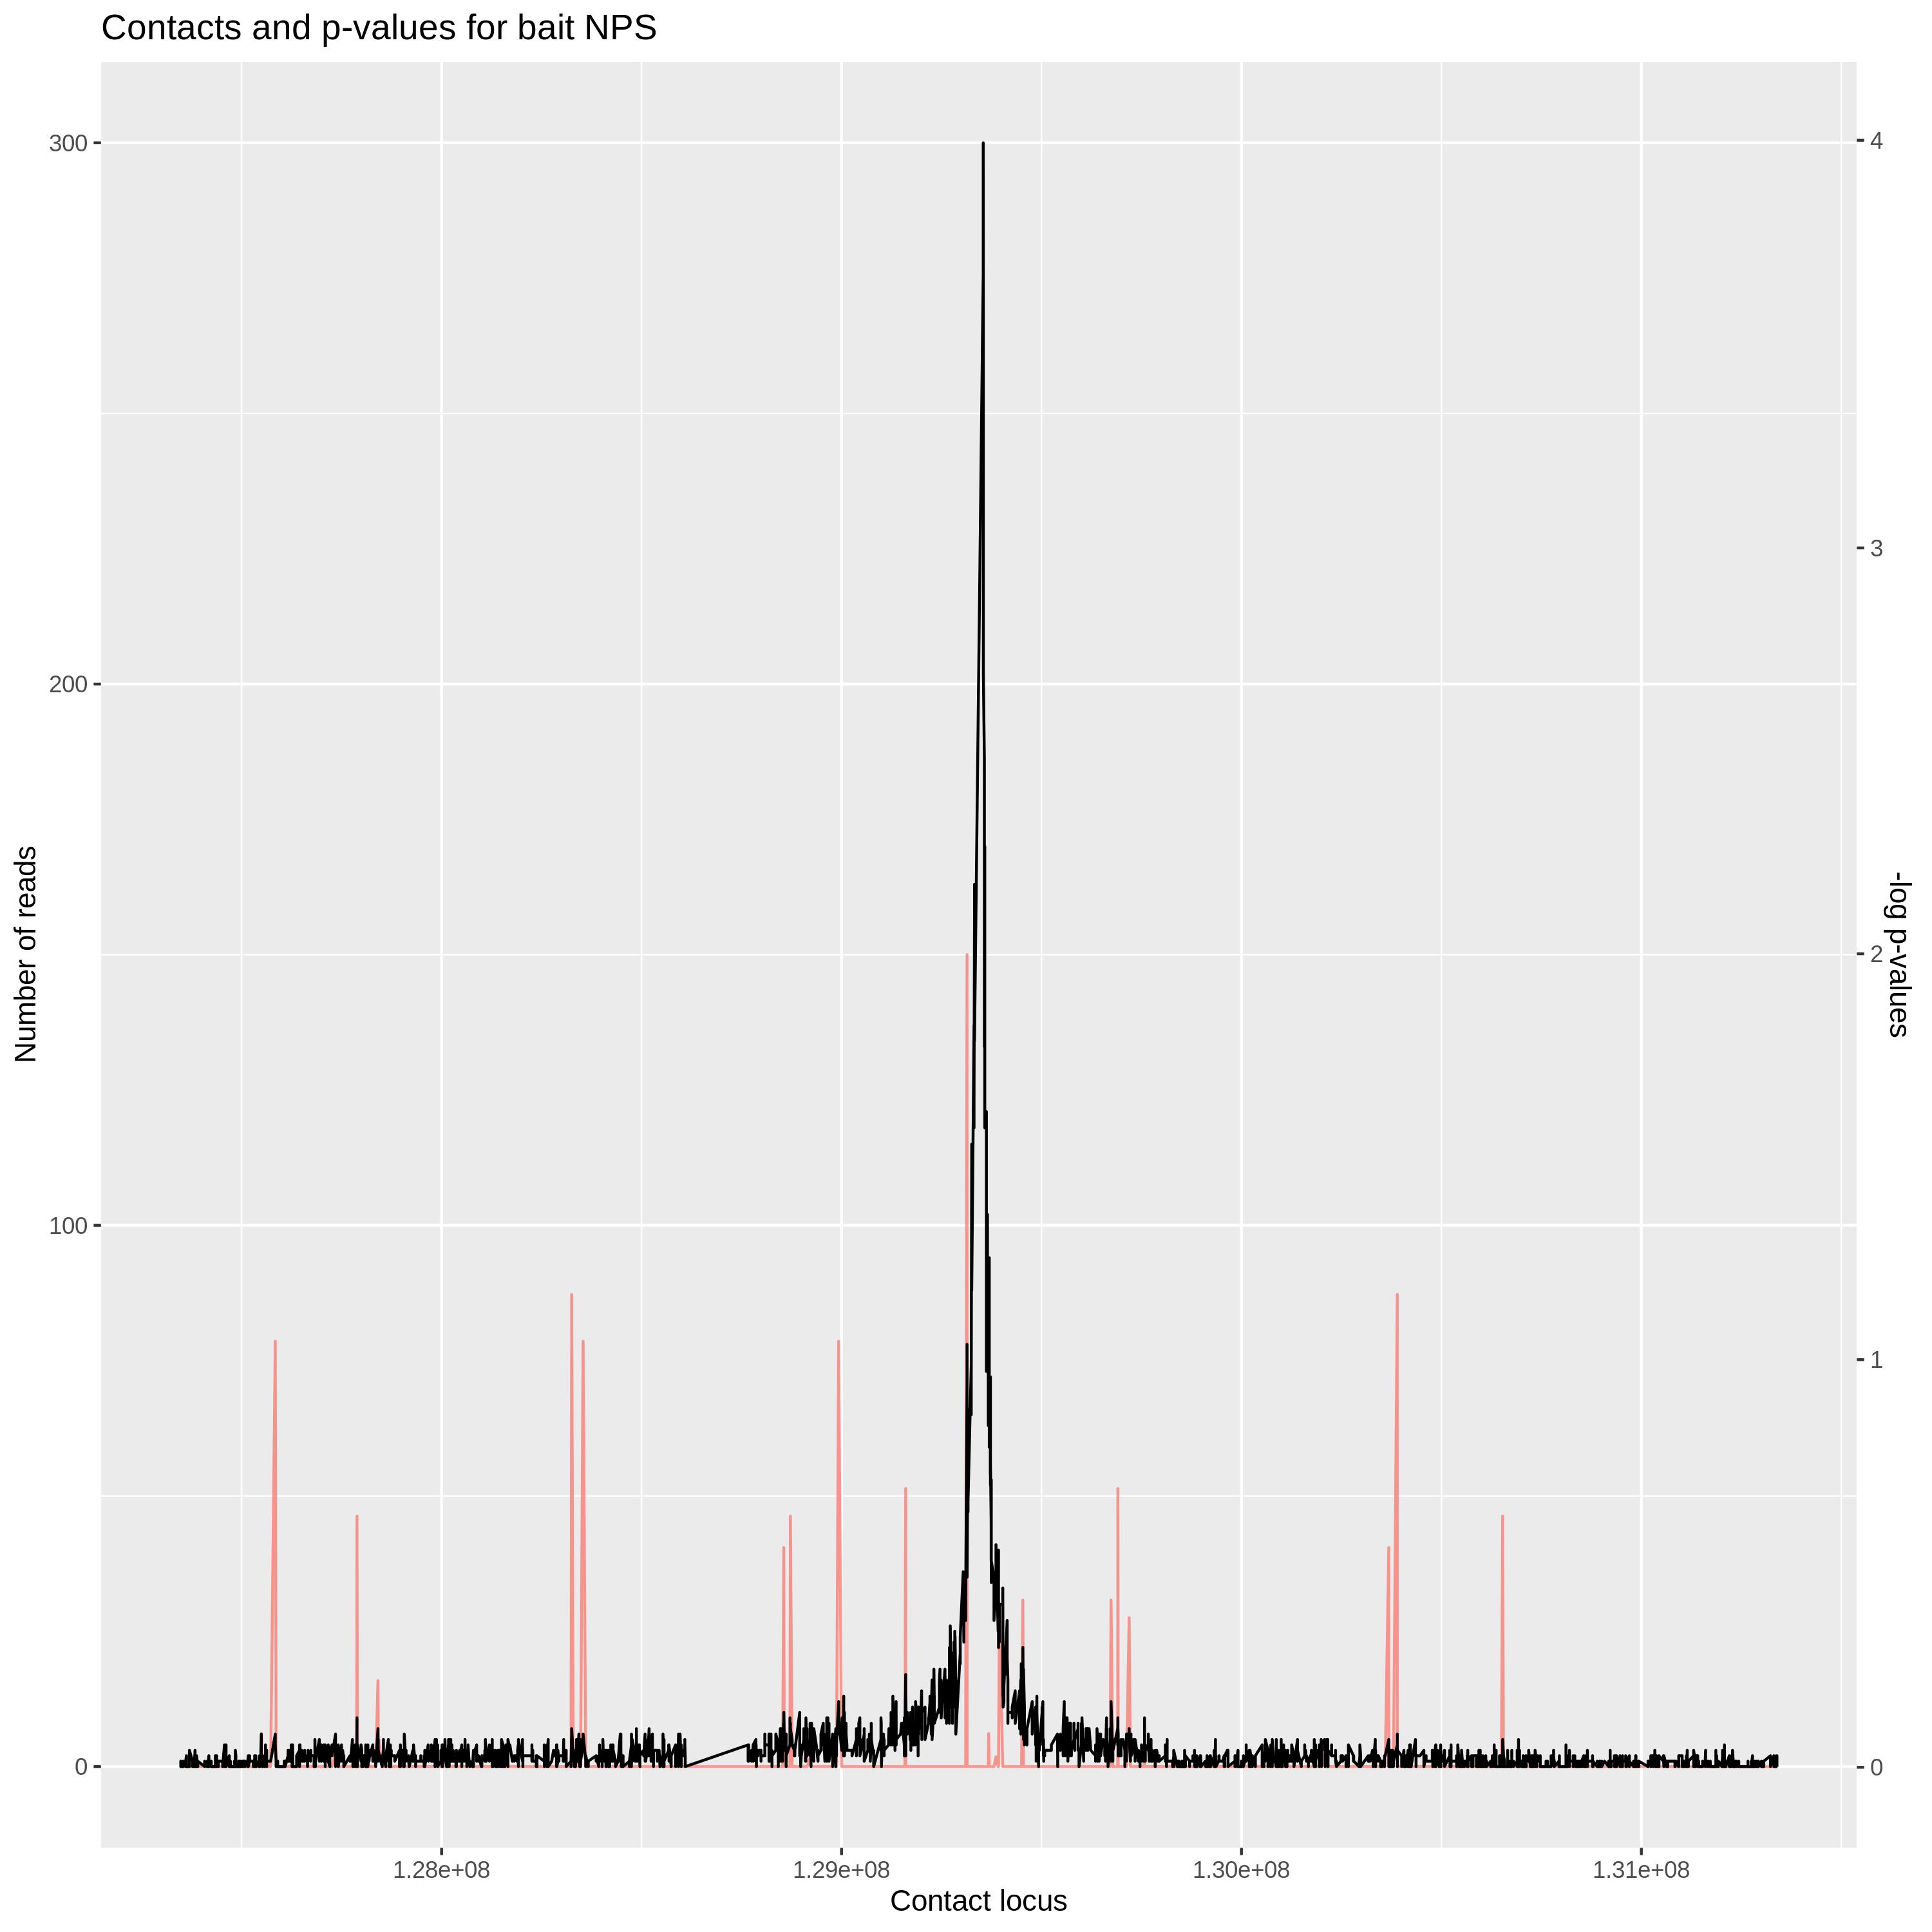 Contacts and p-values for bait NPS
300
200
100
0
Number of reads
4
3
2
1
0
-log p-values
1.28e+08
1.29e+08
1.30e+08
1.31e+08
Contact locus